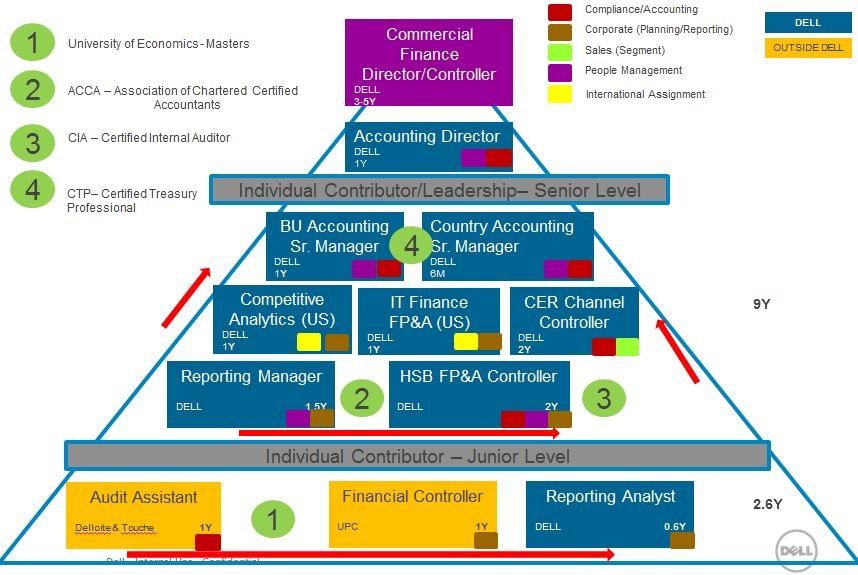 1
University of Economics- Masters
2
ACCA – Association of Chartered Certified
Accountants
3
CIA – Certified Internal Auditor
4
CTP– Certified Treasury
Professional
Commercial
Finance
Director/Controller
DELL
3-5Y
Compliance/Accounting
Corporate (Planning/Reporting)
Sales (Segment)
People Management
International Assignment
DELL
OUTSIDE DELL
Accounting Director
DELL
1Y
Individual Contributor/Leadership– Senior Level
BU Accounting
Sr. Manager
DELL
1Y
4
Country Accounting
Sr. Manager
DELL
6M
Competitive
Analytics (US)
DELL
1Y
IT Finance
FP&A (US)
DELL
1Y
CER Channel
Controller
DELL
2Y
9Y
Reporting Manager
DELL 1.5Y
2
HSB FP&A Controller
DELL 2Y
3
Individual Contributor – Junior Level
Audit Assistant
Delloite & Touche 1Y
1
Financial Controller
UPC 1Y
Reporting Analyst
DELL 0.6Y
2.6Y
Dell - Internal Use - Confidential
DELL